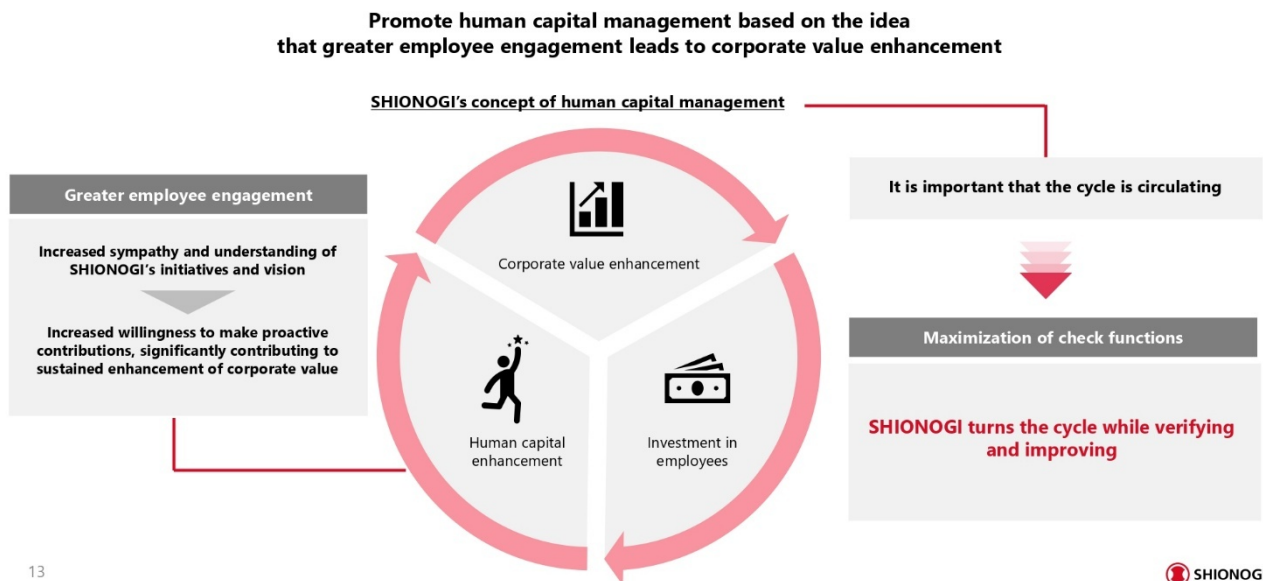 Promote human capital management based on the idea
that greater employee engagement leads to corporate value enhancement
SHIONOGI's concept of human capital management
Greater employee engagement
Increased sympathy and understanding of
SHIONOGI's initiatives and vision
Increased willingness to make proactive
contributions, significantly contributing to
sustained enhancement of corporate value
Corporate value enhancement
Human capital
enhancement
Investment in
employees
It is important that the cycle is circulating
Maximization of check functions
SHIONOGI turns the cycle while verifying
and improving
13
SHIONOG